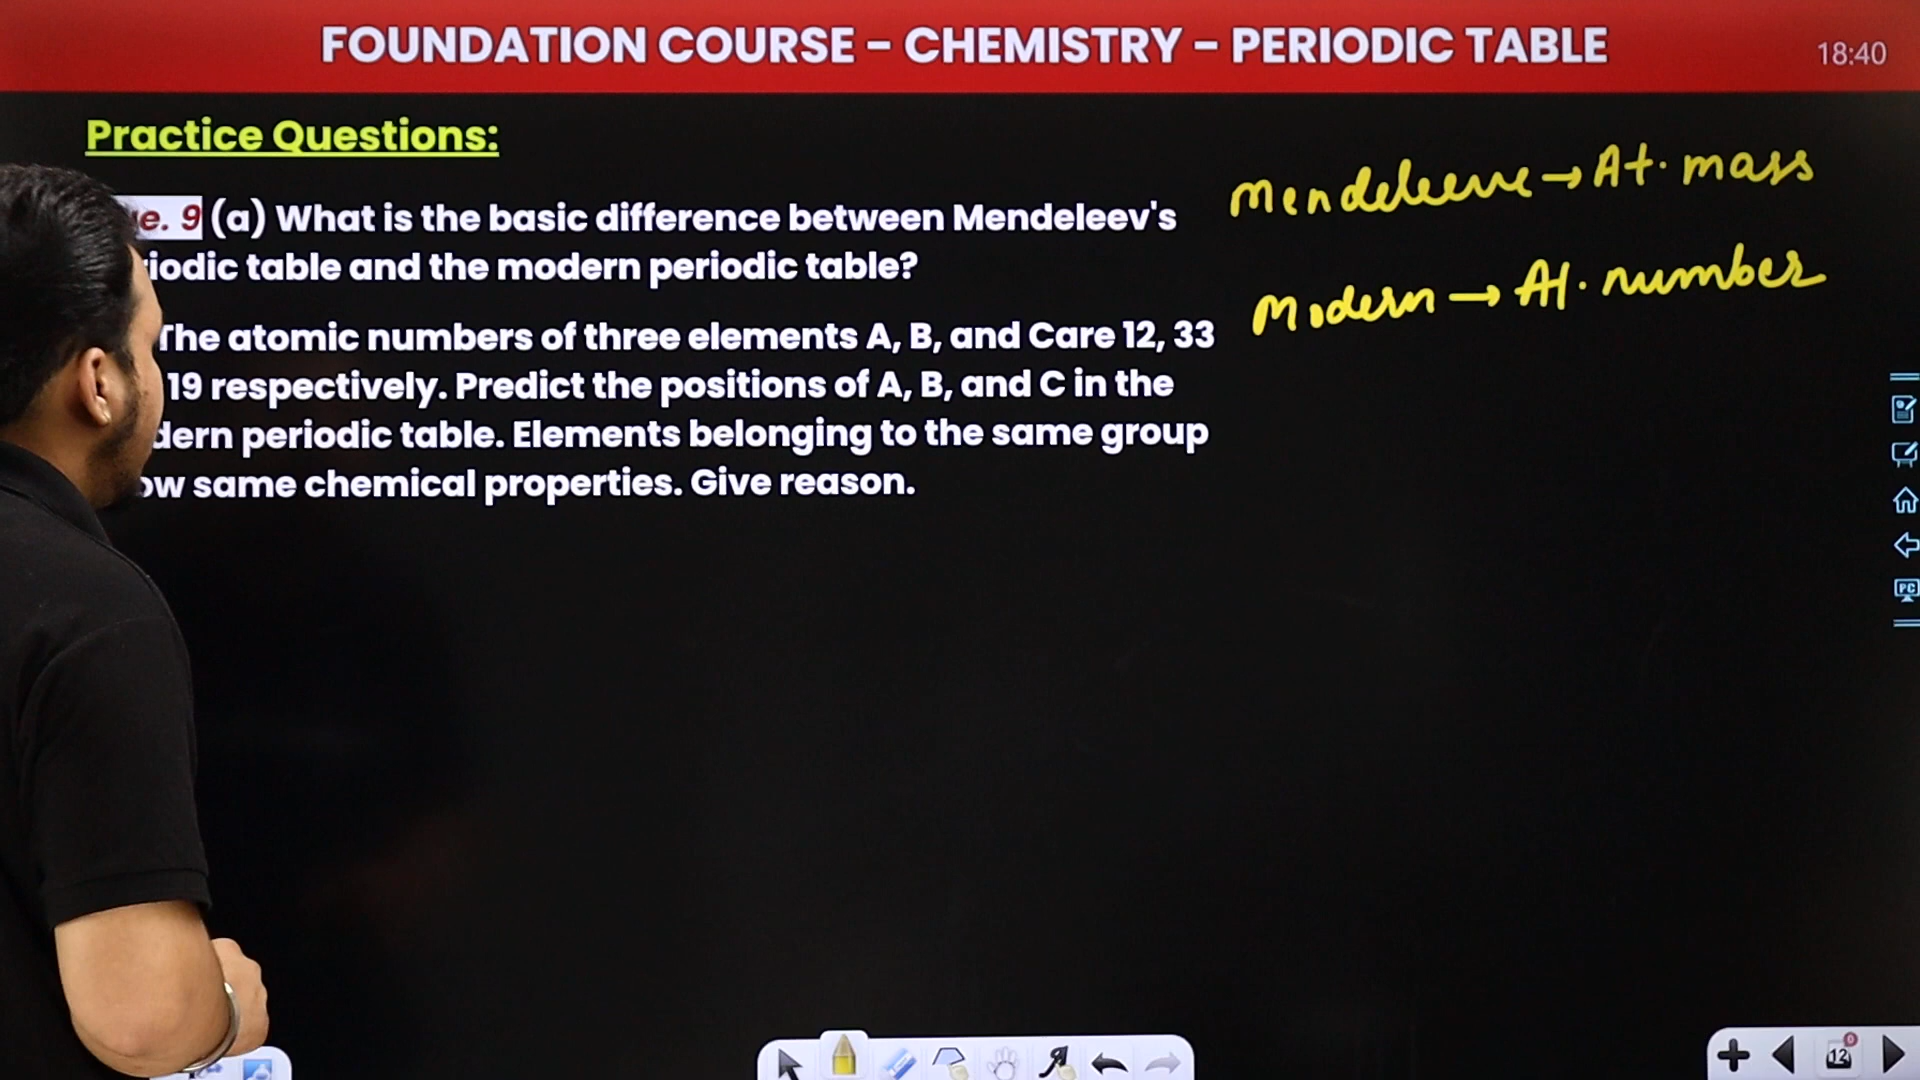 FOUNDATION COURSE - CHEMISTRY - PERIODIC TABLE
18:40
Practice Questions:
e. 9 (a) What is the basic difference between Mendeleev's
iodic table and the modern periodic table?
The atomic numbers of three elements A, B, and Care 12, 33
19 respectively. Predict the positions of A, B, and C in the
dern periodic table. Elements belonging to the same group
ow same chemical properties. Give reason.
Mendeleeve → At. mass
Modern → At. number
PC
12
0